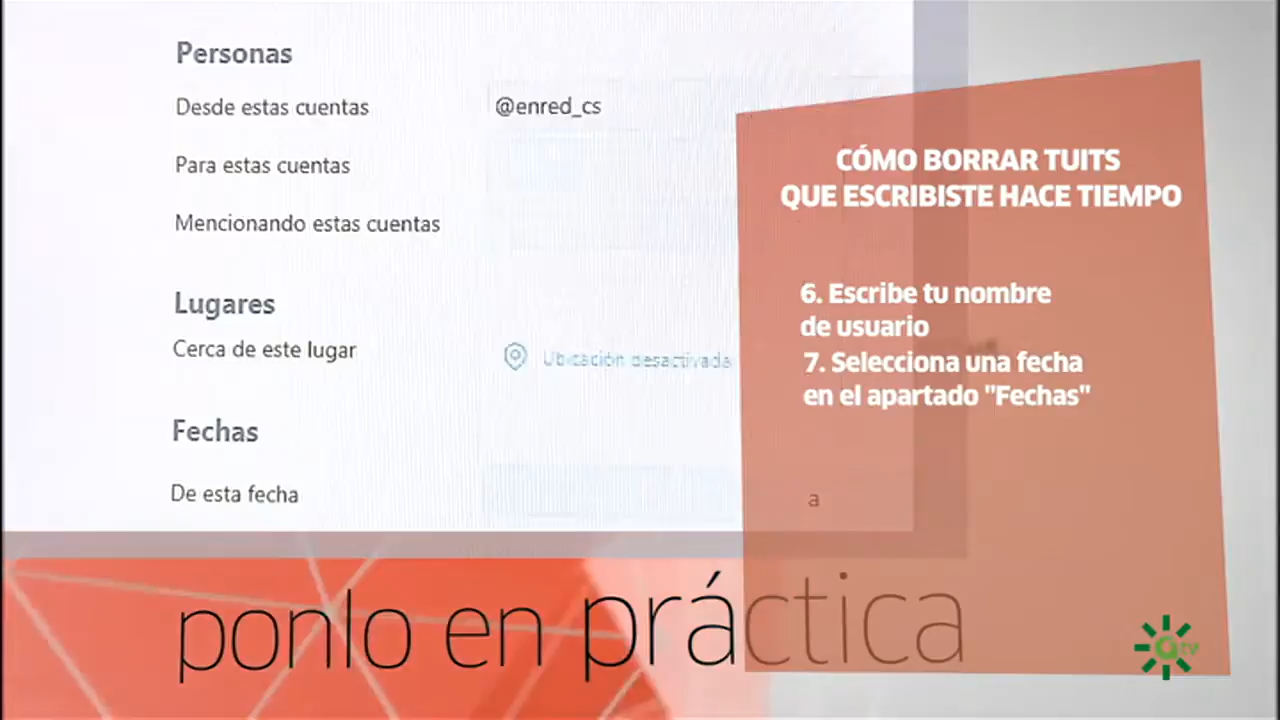 Personas
Desde estas cuentas
@enred_cs
Para estas cuentas
Mencionando estas cuentas
Lugares
Cerca de este lugar
Ubicación desactivada
Fechas
De esta fecha
a
CÓMO BORRAR TUITS
QUE ESCRIBISTE HACE TIEMPO
6. Escribe tu nombre
de usuario
7. Selecciona una fecha
en el apartado "Fechas"
ponlo en práctica
a tv